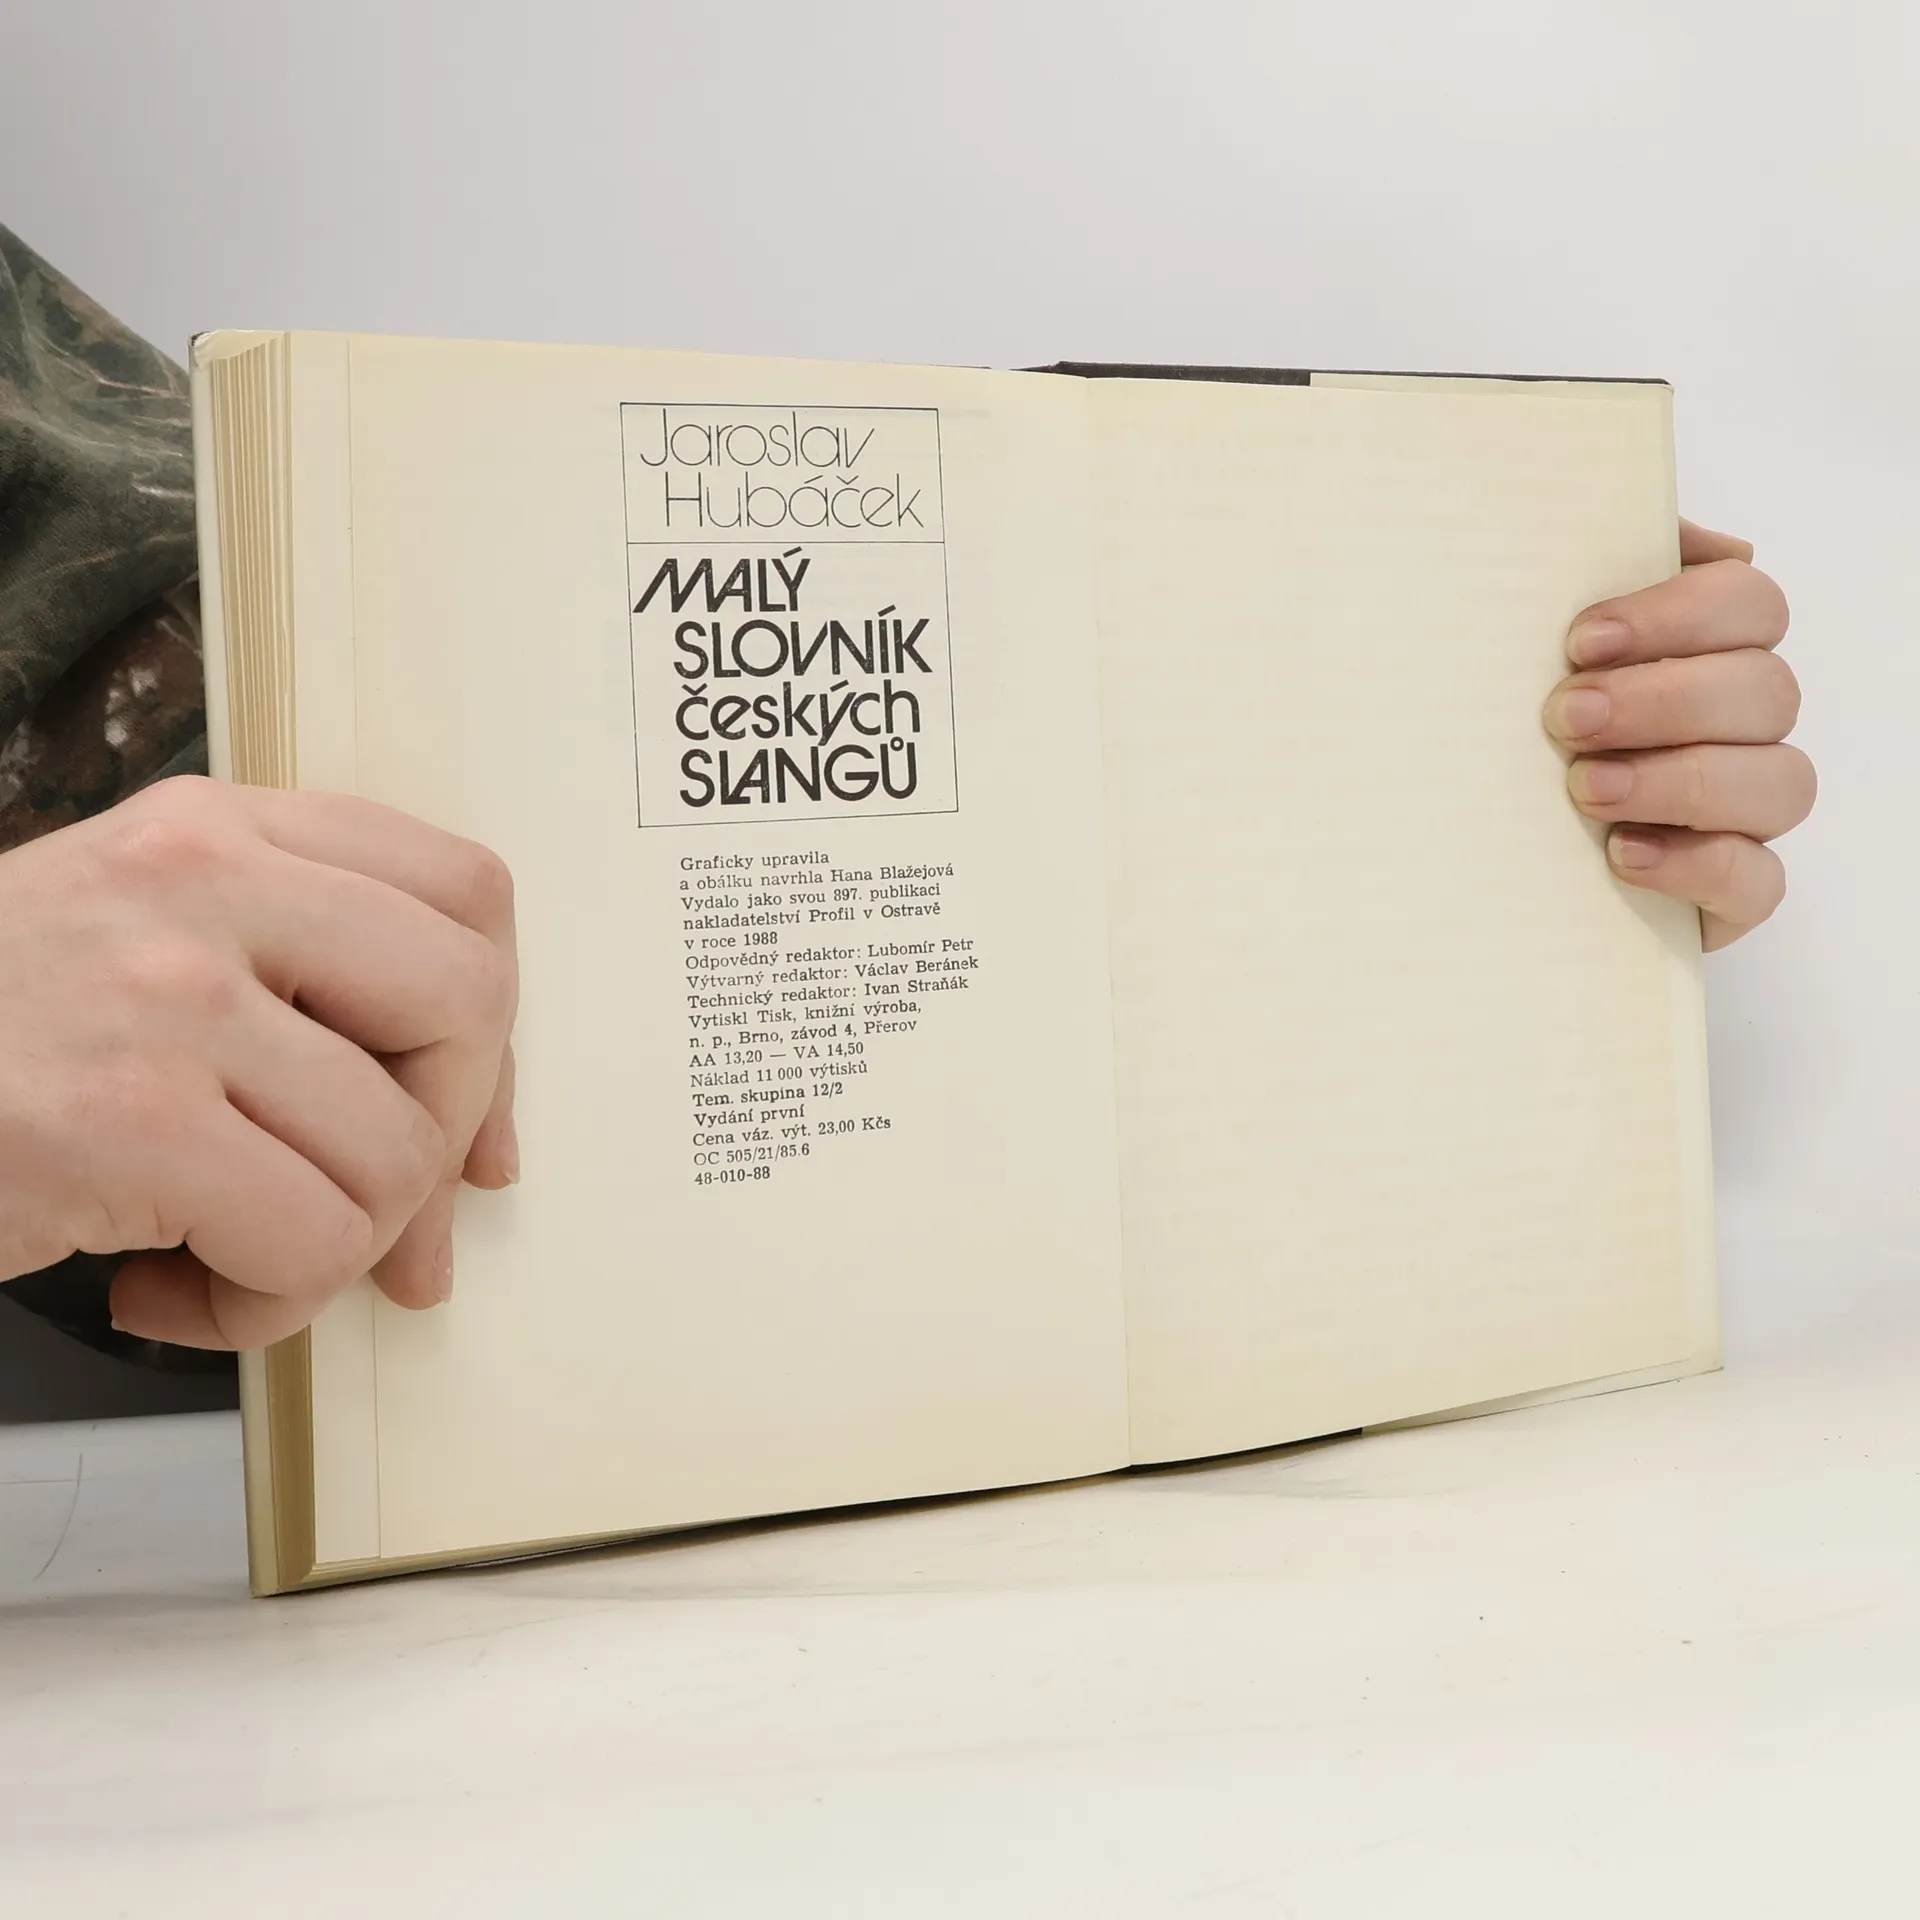 Jaroslav
Hubáček
MALÝ
SLOVNÍK
českých
SLANGŮ
Graficky upravila
a obálku navrhla Hana Blažejová
Vydalo jako svou 897. publikaci
nakladatelství Profil v Ostravě
v roce 1988
Odpovědný redaktor: Lubomír Petr
Výtvarný redaktor: Václav Beránek
Technický redaktor: Ivan Straňák
Vytiskl Tisk, knižní výroba,
n. p., Brno, závod 4, Přerov
AA 13,20 — VA 14,50
Náklad 11 000 výtisků
Tem. skupina 12/2
Vydání první
Cena váz. výt. 23,00 Kčs
OC 505/21/85.6
48-010-88